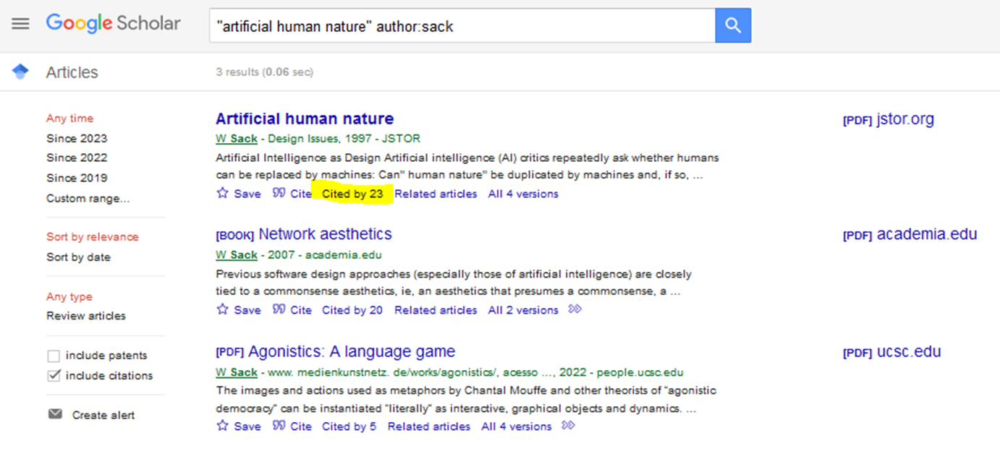 Google Scholar
"artificial human nature" author:sack
Articles
3 results (0.06 sec)
Any time
Since 2023
Since 2022
Since 2019
Custom range...
Sort by relevance
Sort by date
Any type
Review articles
include patents
include citations
Create alert
Artificial human nature
W Sack - Design Issues, 1997 - JSTOR
Artificial Intelligence as Design Artificial intelligence (AI) critics repeatedly ask whether humans
can be replaced by machines: Can" human nature" be duplicated by machines and, if so, ...
Save Cite Cited by 23 Related articles All 4 versions
[PDF] jstor.org
[BOOK] Network aesthetics
W Sack - 2007 - academia.edu
Previous software design approaches (especially those of artificial intelligence) are closely
tied to a commonsense aesthetics, ie, an aesthetics that presumes a commonsense, a ...
Save Cite Cited by 20 Related articles All 2 versions
[PDF] academia.edu
[PDF] Agonistics: A language game
W Sack - www. medienkunstnetz. de/works/agonistics/, acesso ..., 2022 - people.ucsc.edu
The images and actions used as metaphors by Chantal Mouffe and other theorists of "agonistic
democracy" can be instantiated "literally" as interactive, graphical objects and dynamics. ...
Save Cite Cited by 5 Related articles All 4 versions
[PDF] ucsc.edu